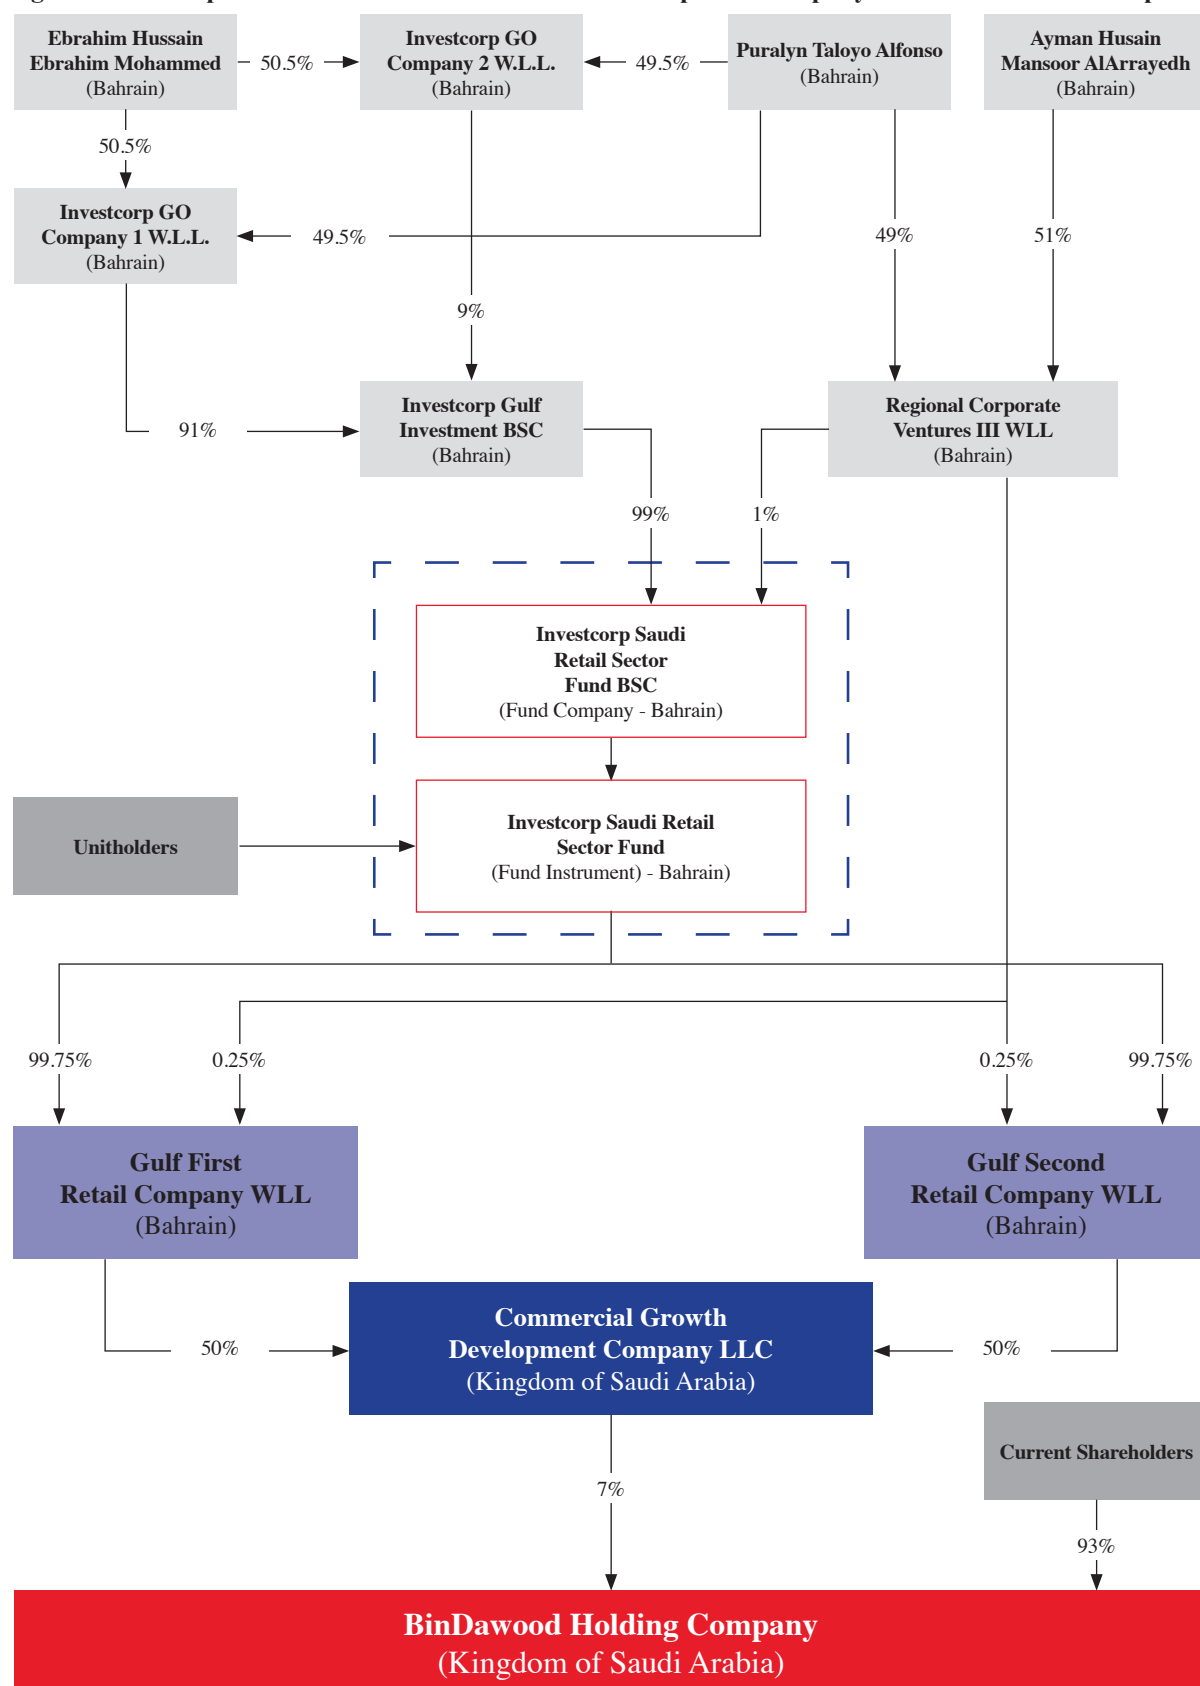 Ebrahim Hussain
Ebrahim Mohammed
(Bahrain)
50.5%
Investcorp GO
Company 2 W.L.L.
(Bahrain)
49.5%
Puralyn Taloyo Alfonso
(Bahrain)
Ayman Husain
Mansoor AlArrayedh
(Bahrain)
50.5%
Investcorp GO
Company 1 W.L.L.
(Bahrain)
49.5%
49%
51%
9%
91%
Investcorp Gulf
Investment BSC
(Bahrain)
Regional Corporate
Ventures III WLL
(Bahrain)
99%
1%
Investcorp Saudi
Retail Sector
Fund BSC
(Fund Company - Bahrain)
Unitholders
Investcorp Saudi Retail
Sector Fund
(Fund Instrument) - Bahrain)
99.75%
0.25%
0.25%
99.75%
Gulf First
Retail Company WLL
(Bahrain)
Gulf Second
Retail Company WLL
(Bahrain)
50%
Commercial Growth
Development Company LLC
(Kingdom of Saudi Arabia)
50%
Current Shareholders
7%
93%
BinDawood Holding Company
(Kingdom of Saudi Arabia)